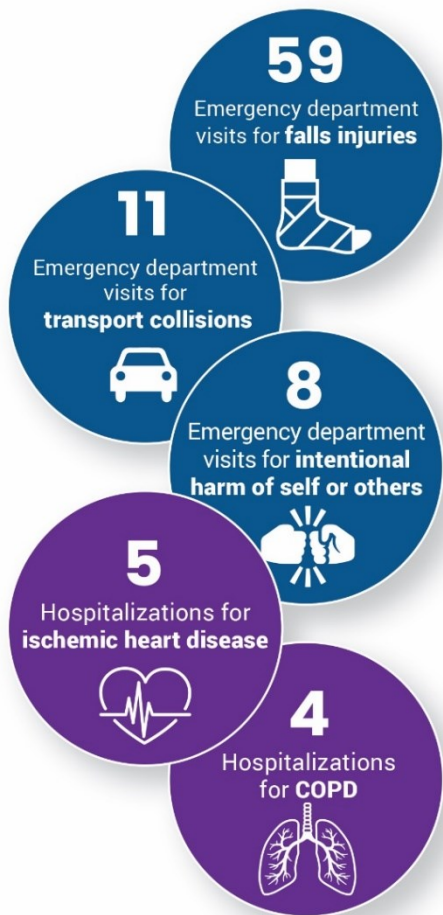 59
Emergency department
visits for falls injuries
11
Emergency department
visits for
transport collisions
8
Emergency department
visits for intentional
harm of self or others
5
Hospitalizations for
ischemic heart disease
4
Hospitalizations
for COPD